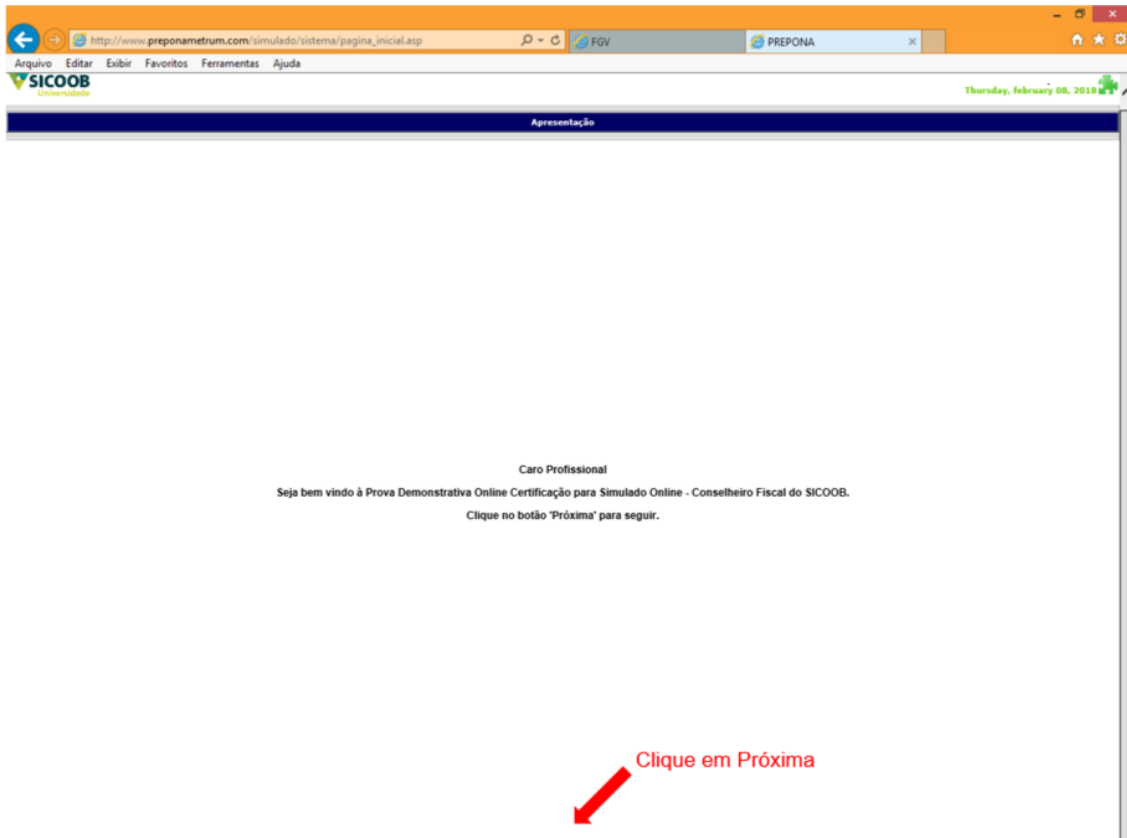 http://www.preponametrum.com/simulado/sistema/pagina_inicial.asp
FGV
PREPONA
Arquivo Editar Exibir Favoritos Ferramentas Ajuda
SICOOB
Universidade
Thursday, february 08, 2018
Apresentação
Caro Profissional
Seja bem vindo à Prova Demonstrativa Online Certificação para Simulado Online - Conselheiro Fiscal do SICOOB.
Clique no botão 'Próxima' para seguir.
Clique em Próxima